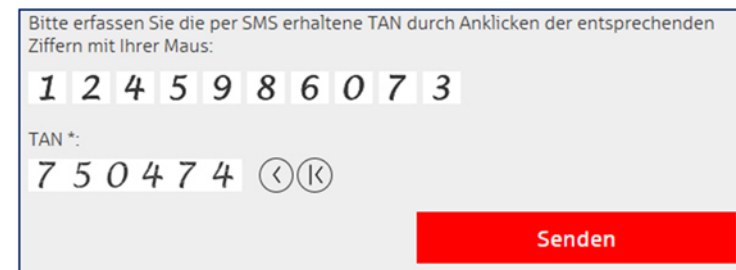 Bitte erfassen Sie die per SMS erhaltene TAN durch Anklicken der entsprechenden
Ziffern mit Ihrer Maus:
1 2 4 5 9 8 6 0 7 3
TAN *:
7 5 0 4 7 4
Senden